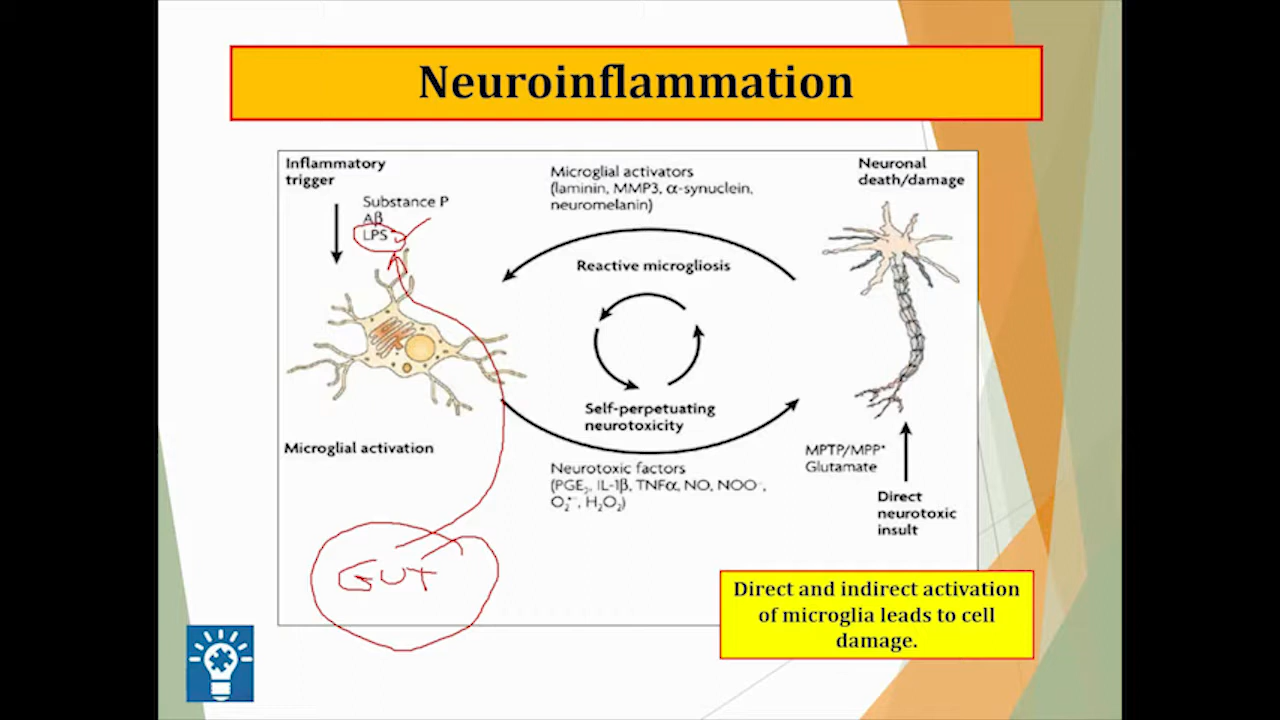 Neuroinflammation
Inflammatory
trigger
Substance P
Aβ
LPS
Microglial activators
(laminin, MMP3, α-synuclein,
neuromelanin)
Neuronal
death/damage
Reactive microgliosis
Self-perpetuating
neurotoxicity
Microglial activation
Neurotoxic factors
(PGE₂, IL-1β, TNFα, NO, NOO⁻,
O₂•⁻, H₂O₂)
MPTP/MPP⁺
Glutamate
Direct
neurotoxic
insult
GUT
Direct and indirect activation
of microglia leads to cell
damage.